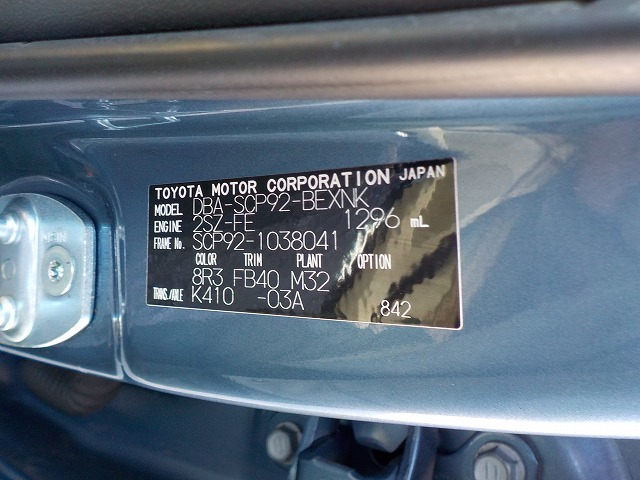 TOYOTA MOTOR CORPORATION JAPAN
MODEL DBA-SCP92-BEXNK
ENGINE 2SZ-FE 1296 mL
FRAME No. SCP92-1038041
COLOR TRIM PLANT OPTION
8R3 FB40 M32
TRANS./AXLE K410 -03A
842